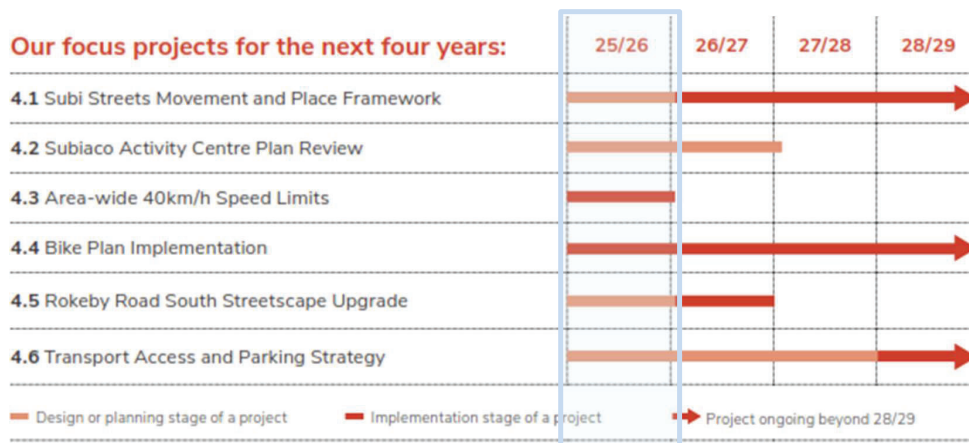 Our focus projects for the next four years: 25/26 26/27 27/28 28/29
4.1 Subi Streets Movement and Place Framework
4.2 Subiaco Activity Centre Plan Review
4.3 Area-wide 40km/h Speed Limits
4.4 Bike Plan Implementation
4.5 Rokeby Road South Streetscape Upgrade
4.6 Transport Access and Parking Strategy
Design or planning stage of a project Implementation stage of a project Project ongoing beyond 28/29